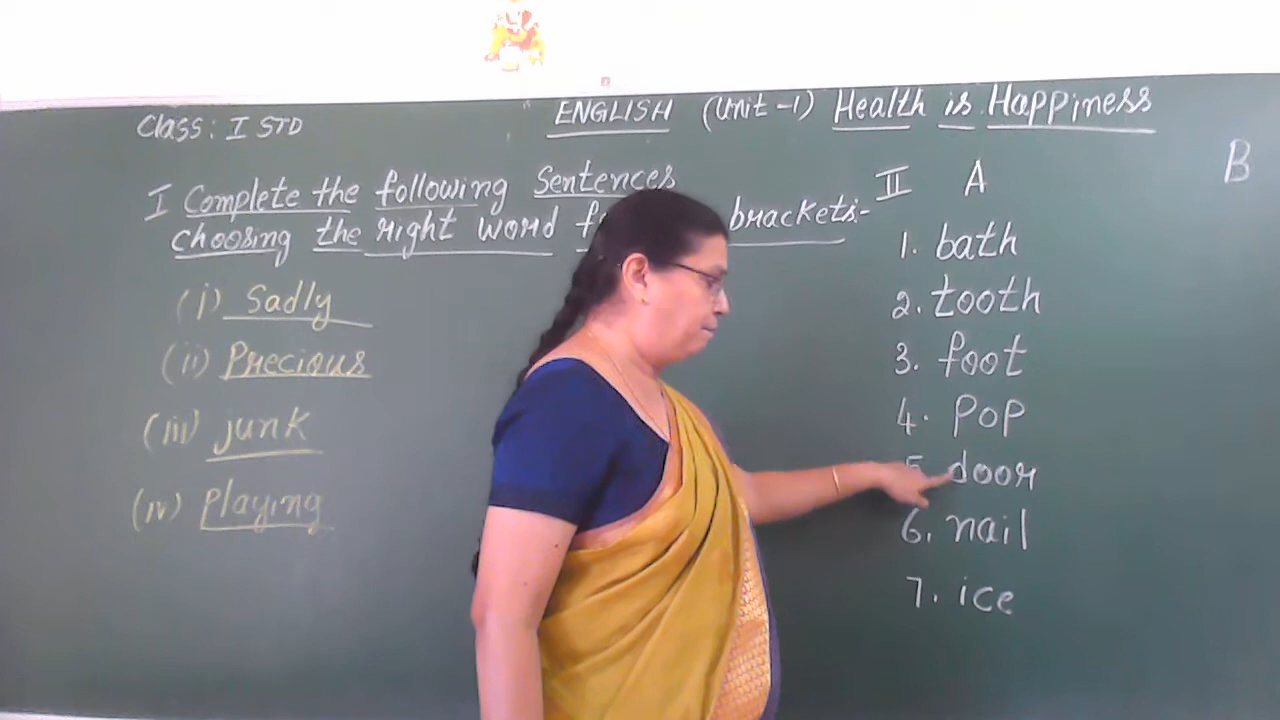 Class: I STD
ENGLISH (Unit -1) Health is Happiness
I Complete the following Sentences
choosing the right word brackets:-
(i) Sadly
(ii) Precious
(iii) junk
(iv) Playing
II A B
1. bath
2. tooth
3. foot
4. POP
5. door
6. nail
7. ice